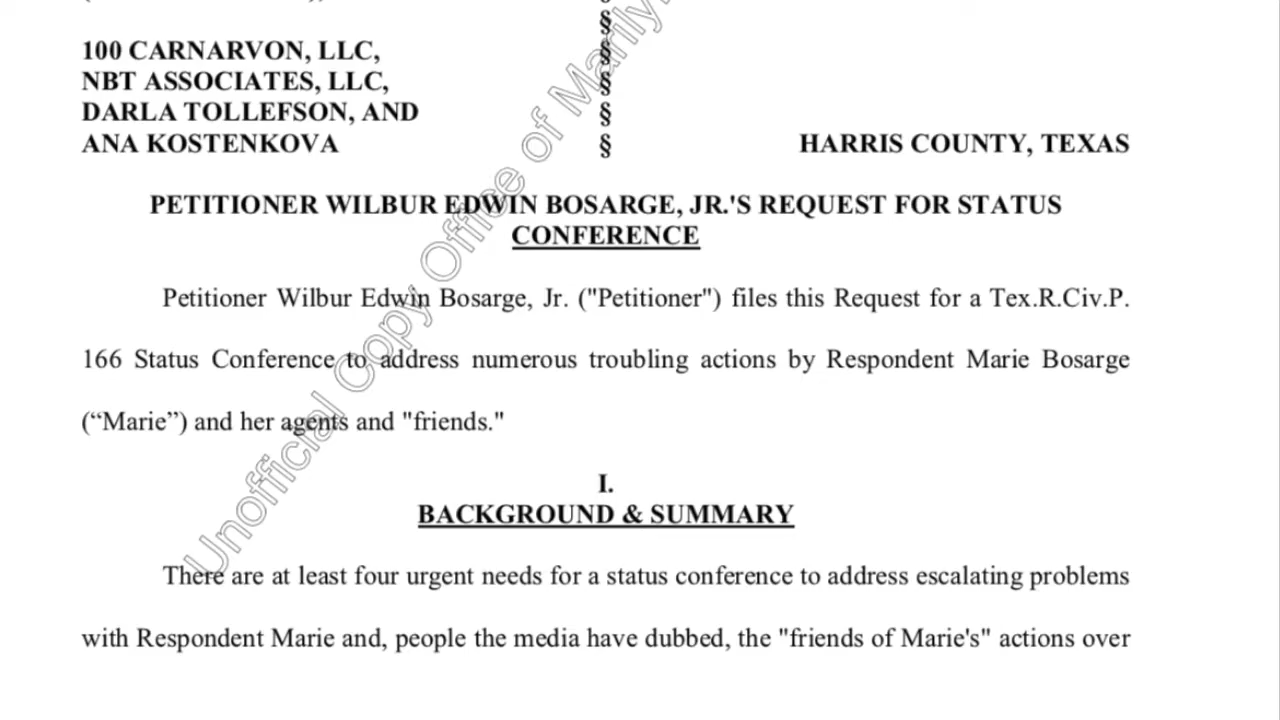 §
100 CARNARVON, LLC, §
NBT ASSOCIATES, LLC, §
DARLA TOLLEFSON, AND §
ANA KOSTENKOVA § HARRIS COUNTY, TEXAS
PETITIONER WILBUR EDWIN BOSARGE, JR.'S REQUEST FOR STATUS
CONFERENCE
Petitioner Wilbur Edwin Bosarge, Jr. ("Petitioner") files this Request for a Tex.R.Civ.P.
166 Status Conference to address numerous troubling actions by Respondent Marie Bosarge
(“Marie”) and her agents and "friends."
I.
BACKGROUND & SUMMARY
There are at least four urgent needs for a status conference to address escalating problems
with Respondent Marie and, people the media have dubbed, the "friends of Marie's" actions over
Unofficial Copy Office of